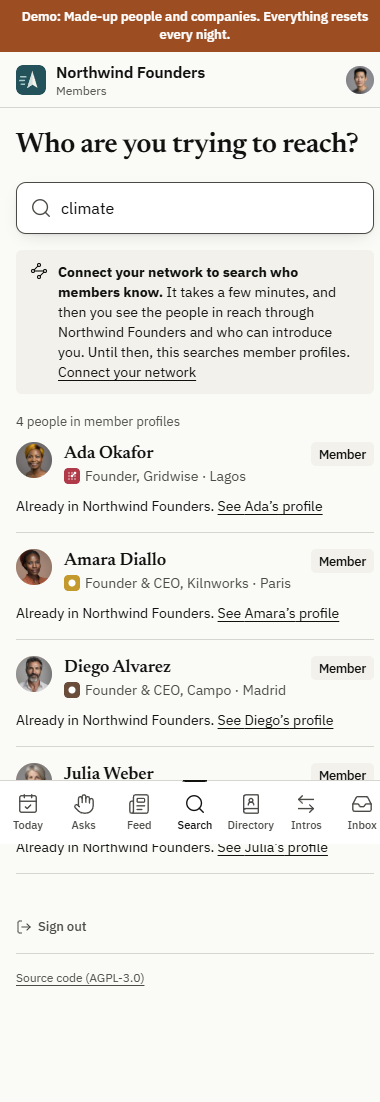 Demo: Made-up people and companies. Everything resets
every night.
Northwind Founders
Members
Who are you trying to reach?
climate
Connect your network to search who
members know. It takes a few minutes, and
then you see the people in reach through
Northwind Founders and who can introduce
you. Until then, this searches member profiles.
Connect your network
4 people in member profiles
Ada Okafor
Member
Founder, Gridwise · Lagos
Already in Northwind Founders. See Ada’s profile
Amara Diallo
Member
Founder & CEO, Kilnworks · Paris
Already in Northwind Founders. See Amara’s profile
Diego Alvarez
Member
Founder & CEO, Campo · Madrid
Already in Northwind Founders. See Diego’s profile
Julia Weber
Member
Today Asks Feed Search Directory Intros Inbox
Already in Northwind Founders. See Julia’s profile
Sign out
Source code (AGPL-3.0)